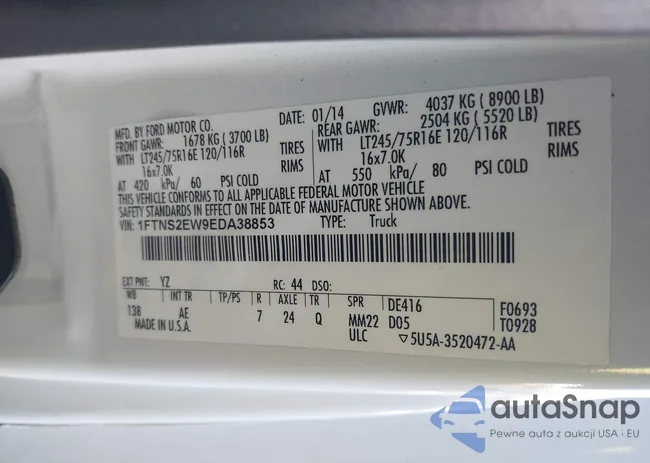 MFD. BY FORD MOTOR CO.
DATE: 01/14 GVWR: 4037 KG ( 8900 LB)
FRONT GAWR: 1678 KG ( 3700 LB) REAR GAWR: 2504 KG ( 5520 LB)
WITH LT245/75R16E 120/116R TIRES WITH LT245/75R16E 120/116R TIRES
16x7.0K RIMS 16x7.0K RIMS
AT 420 kPa/ 60 PSI COLD AT 550 kPa/ 80 PSI COLD
THIS VEHICLE CONFORMS TO ALL APPLICABLE FEDERAL MOTOR VEHICLE
SAFETY STANDARDS IN EFFECT ON THE DATE OF MANUFACTURE SHOWN ABOVE.
VIN: 1FTNS2EW9EDA38853 TYPE: Truck
EXT PNT: YZ RC: 44 DSO:
WB INT TR TP/PS R AXLE TR SPR DE416 F0693
138 AE 7 24 Q MM22 D05 T0928
MADE IN U.S.A. ULC ▽5U5A-3520472-AA
autoSnap
Pewne auta z aukcji USA i EU